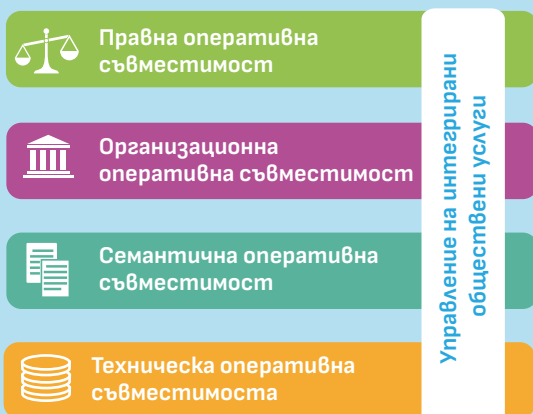 Правна оперативна
съвместимост
Организационна
оперативна съвместимост
Семантична оперативна
съвместимост
Техническа оперативна
съвместимоста
Управление на интегрирани
обществени услуги